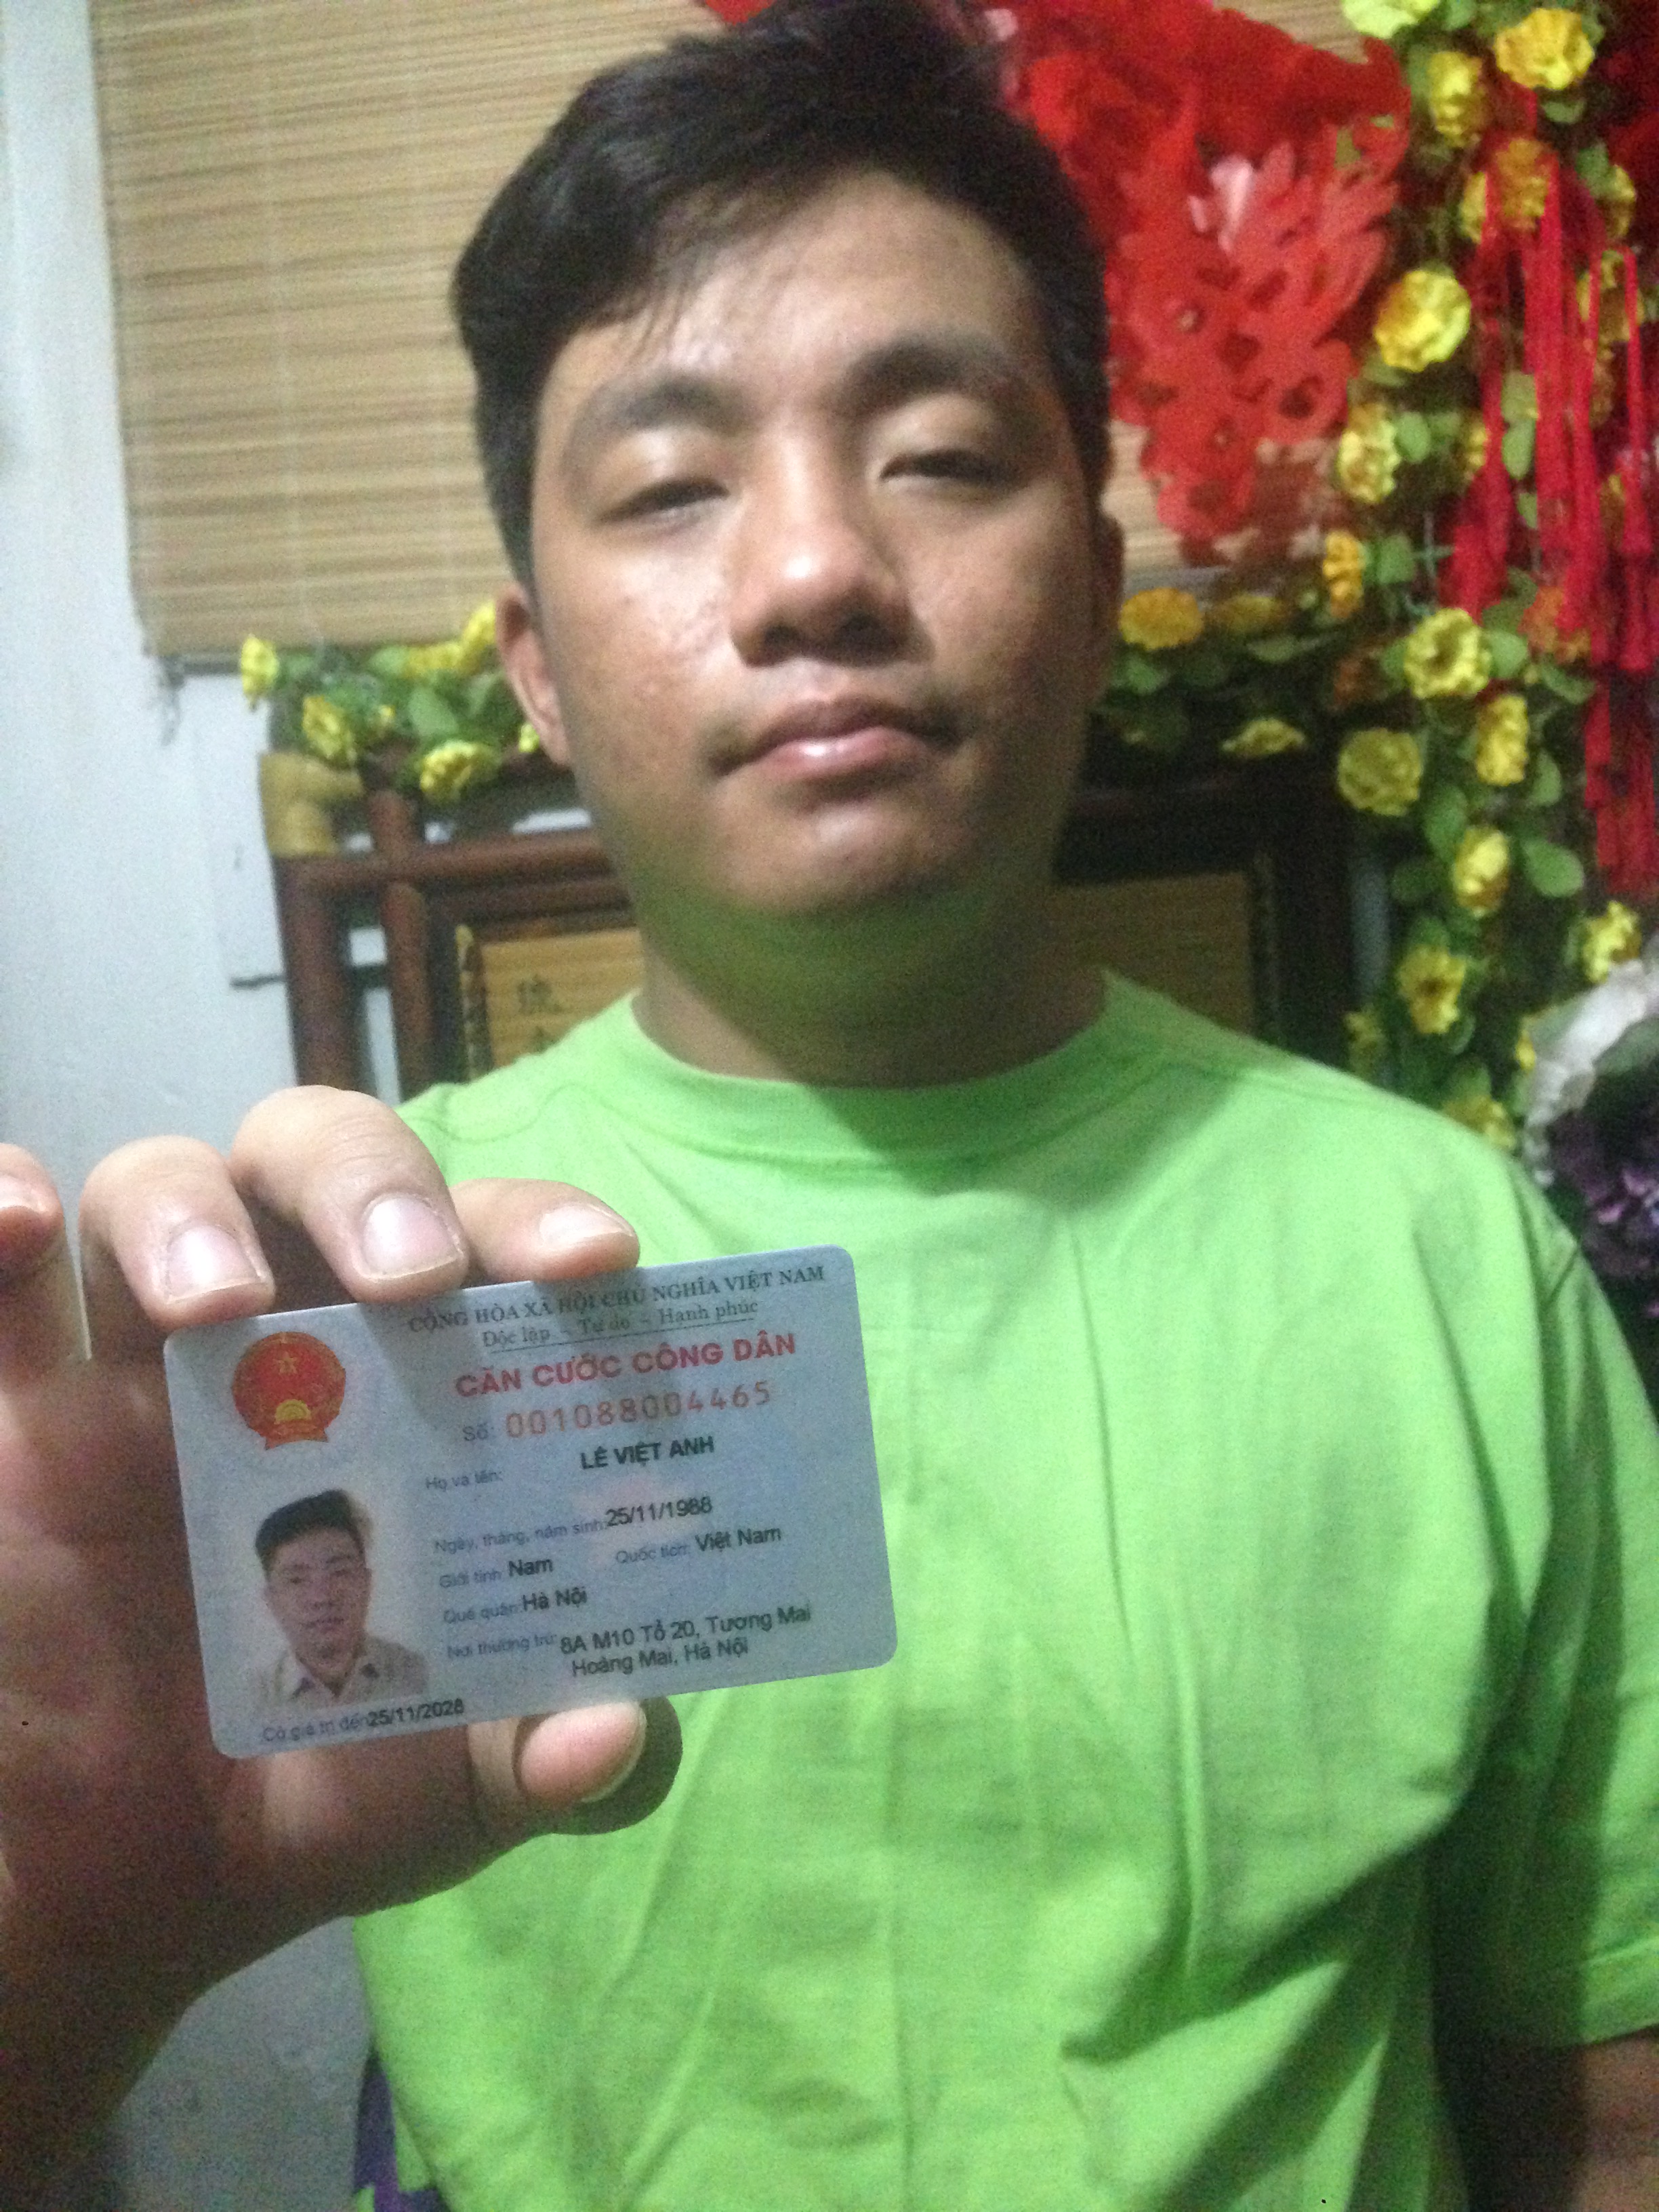 CỘNG HÒA XÃ HỘI CHỦ NGHĨA VIỆT NAM
Độc lập – Tự do – Hạnh phúc
CĂN CƯỚC CÔNG DÂN
Số: 001088004465
Họ và tên: LÊ VIỆT ANH
Ngày, tháng, năm sinh: 25/11/1988
Giới tính: Nam Quốc tịch: Việt Nam
Quê quán: Hà Nội
Nơi thường trú: 8A M10 Tổ 20, Tương Mai
Hoàng Mai, Hà Nội
Có giá trị đến: 25/11/2028